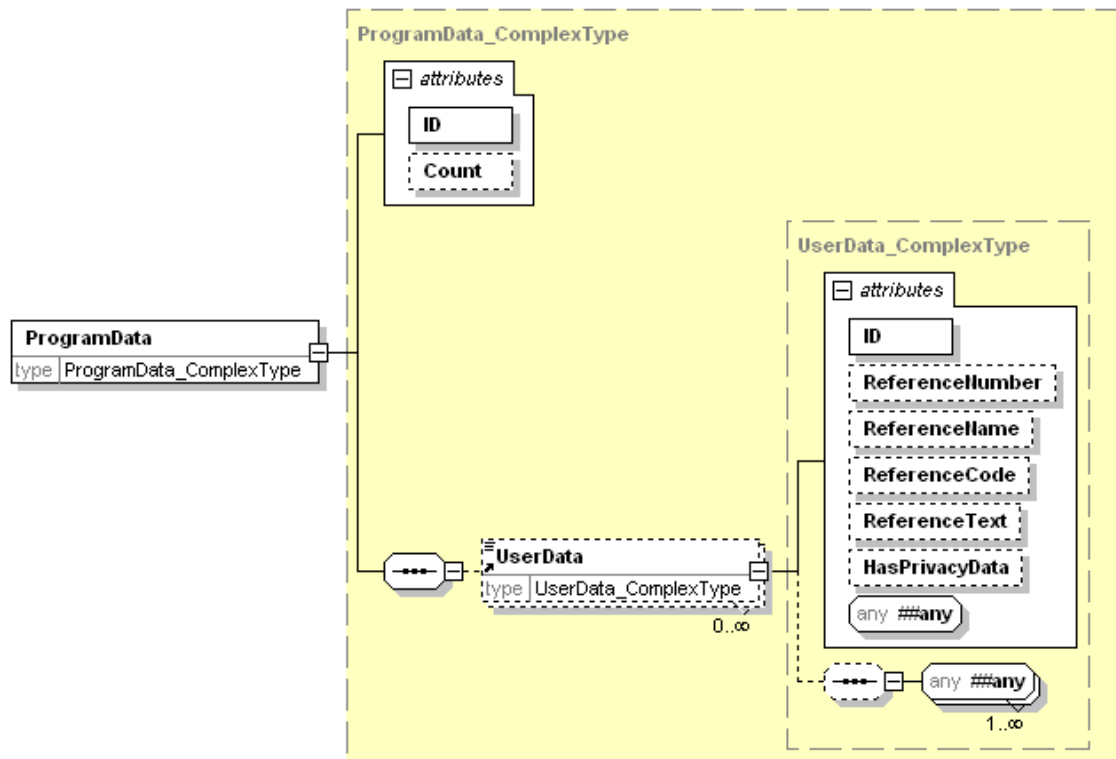 ProgramData_ComplexType
attributes
ID
Count
UserData_ComplexType
attributes
ID
ReferenceNumber
ReferenceName
ReferenceCode
ReferenceText
HasPrivacyData
any ##any
ProgramData
type ProgramData_ComplexType
UserData
type UserData_ComplexType
0..∞
any ##any
1..∞